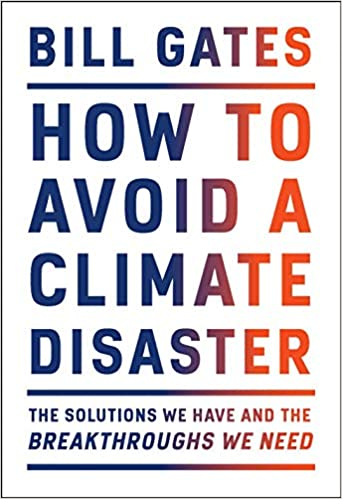 BILL GATES
HOW TO
AVOID A
CLIMATE
DISASTER
THE SOLUTIONS WE HAVE AND THE
BREAKTHROUGHS WE NEED